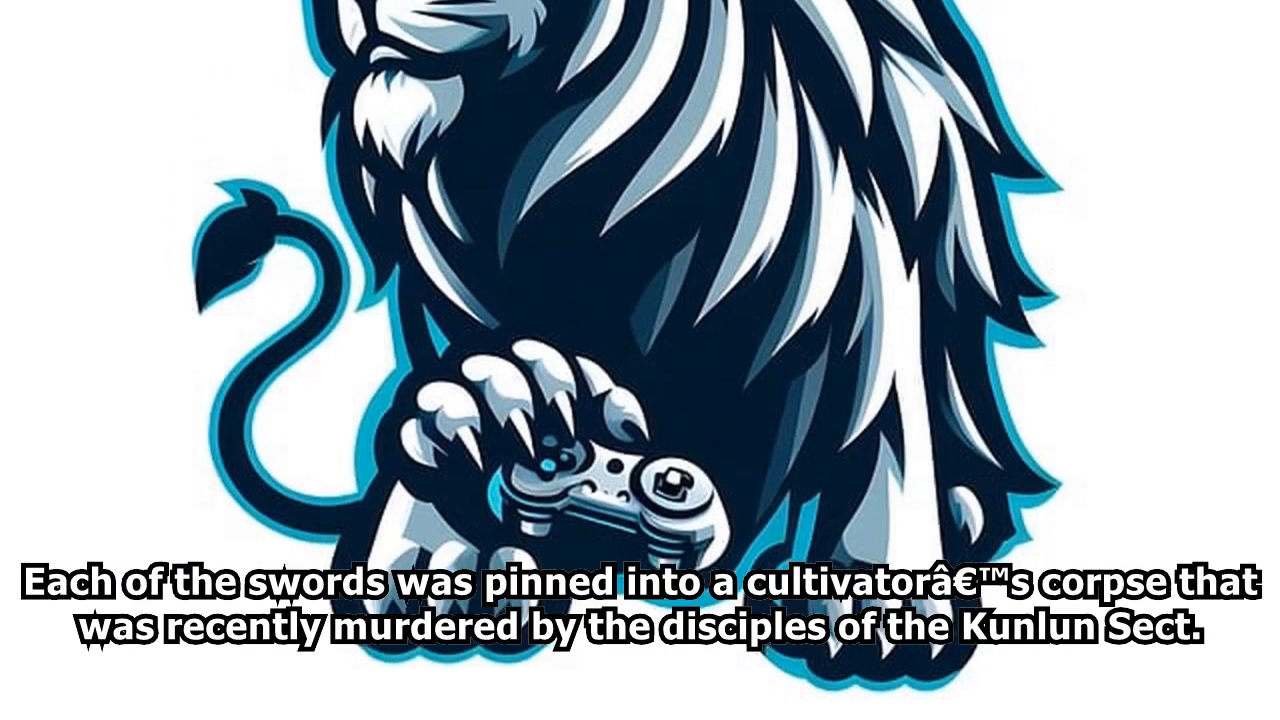 Each of the swords was pinned into a cultivatorâ€™s corpse that
was recently murdered by the disciples of the Kunlun Sect.